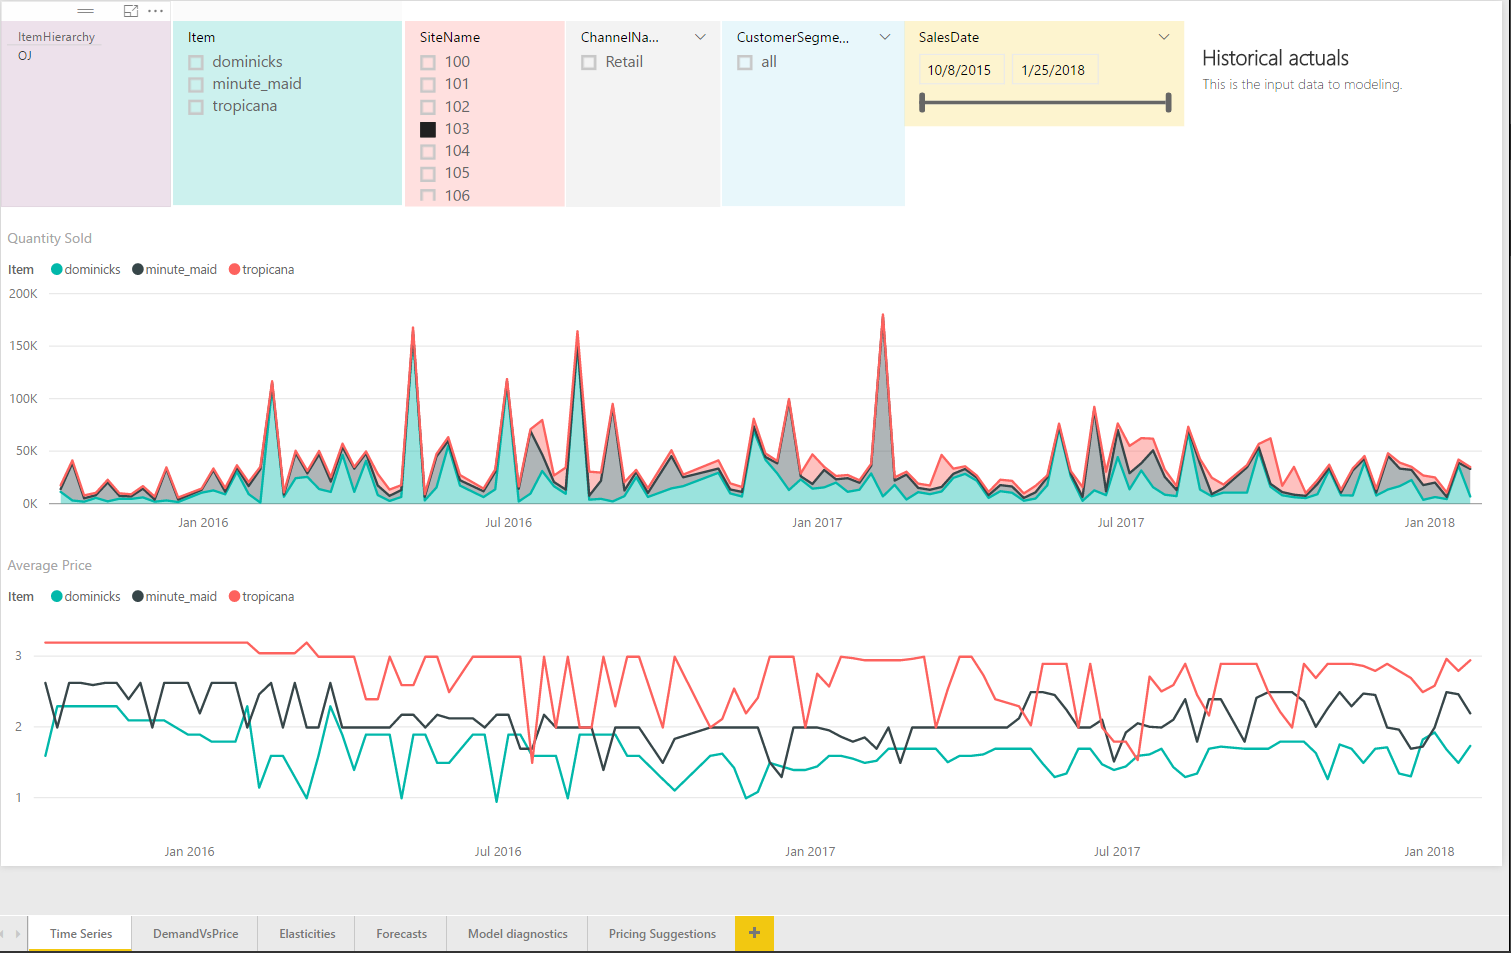 ItemHierarchy
OJ
Item
dominicks
minute_maid
tropicana
SiteName
100
101
102
103
104
105
106
ChannelNa...
Retail
CustomerSegme...
all
SalesDate
10/8/2015 1/25/2018
Historical actuals
This is the input data to modeling.
Quantity Sold
Item dominicks minute_maid tropicana
200K
150K
100K
50K
0K
Jan 2016 Jul 2016 Jan 2017 Jul 2017 Jan 2018
Average Price
Item dominicks minute_maid tropicana
3
2
1
Jan 2016 Jul 2016 Jan 2017 Jul 2017 Jan 2018
Time Series DemandVsPrice Elasticities Forecasts Model diagnostics Pricing Suggestions +